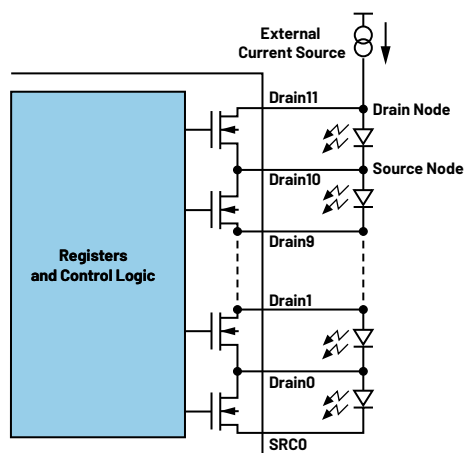 External
Current Source
Drain11
Drain Node
Drain10
Source Node
Drain9
Registers
and Control Logic
Drain1
Drain0
SRC0